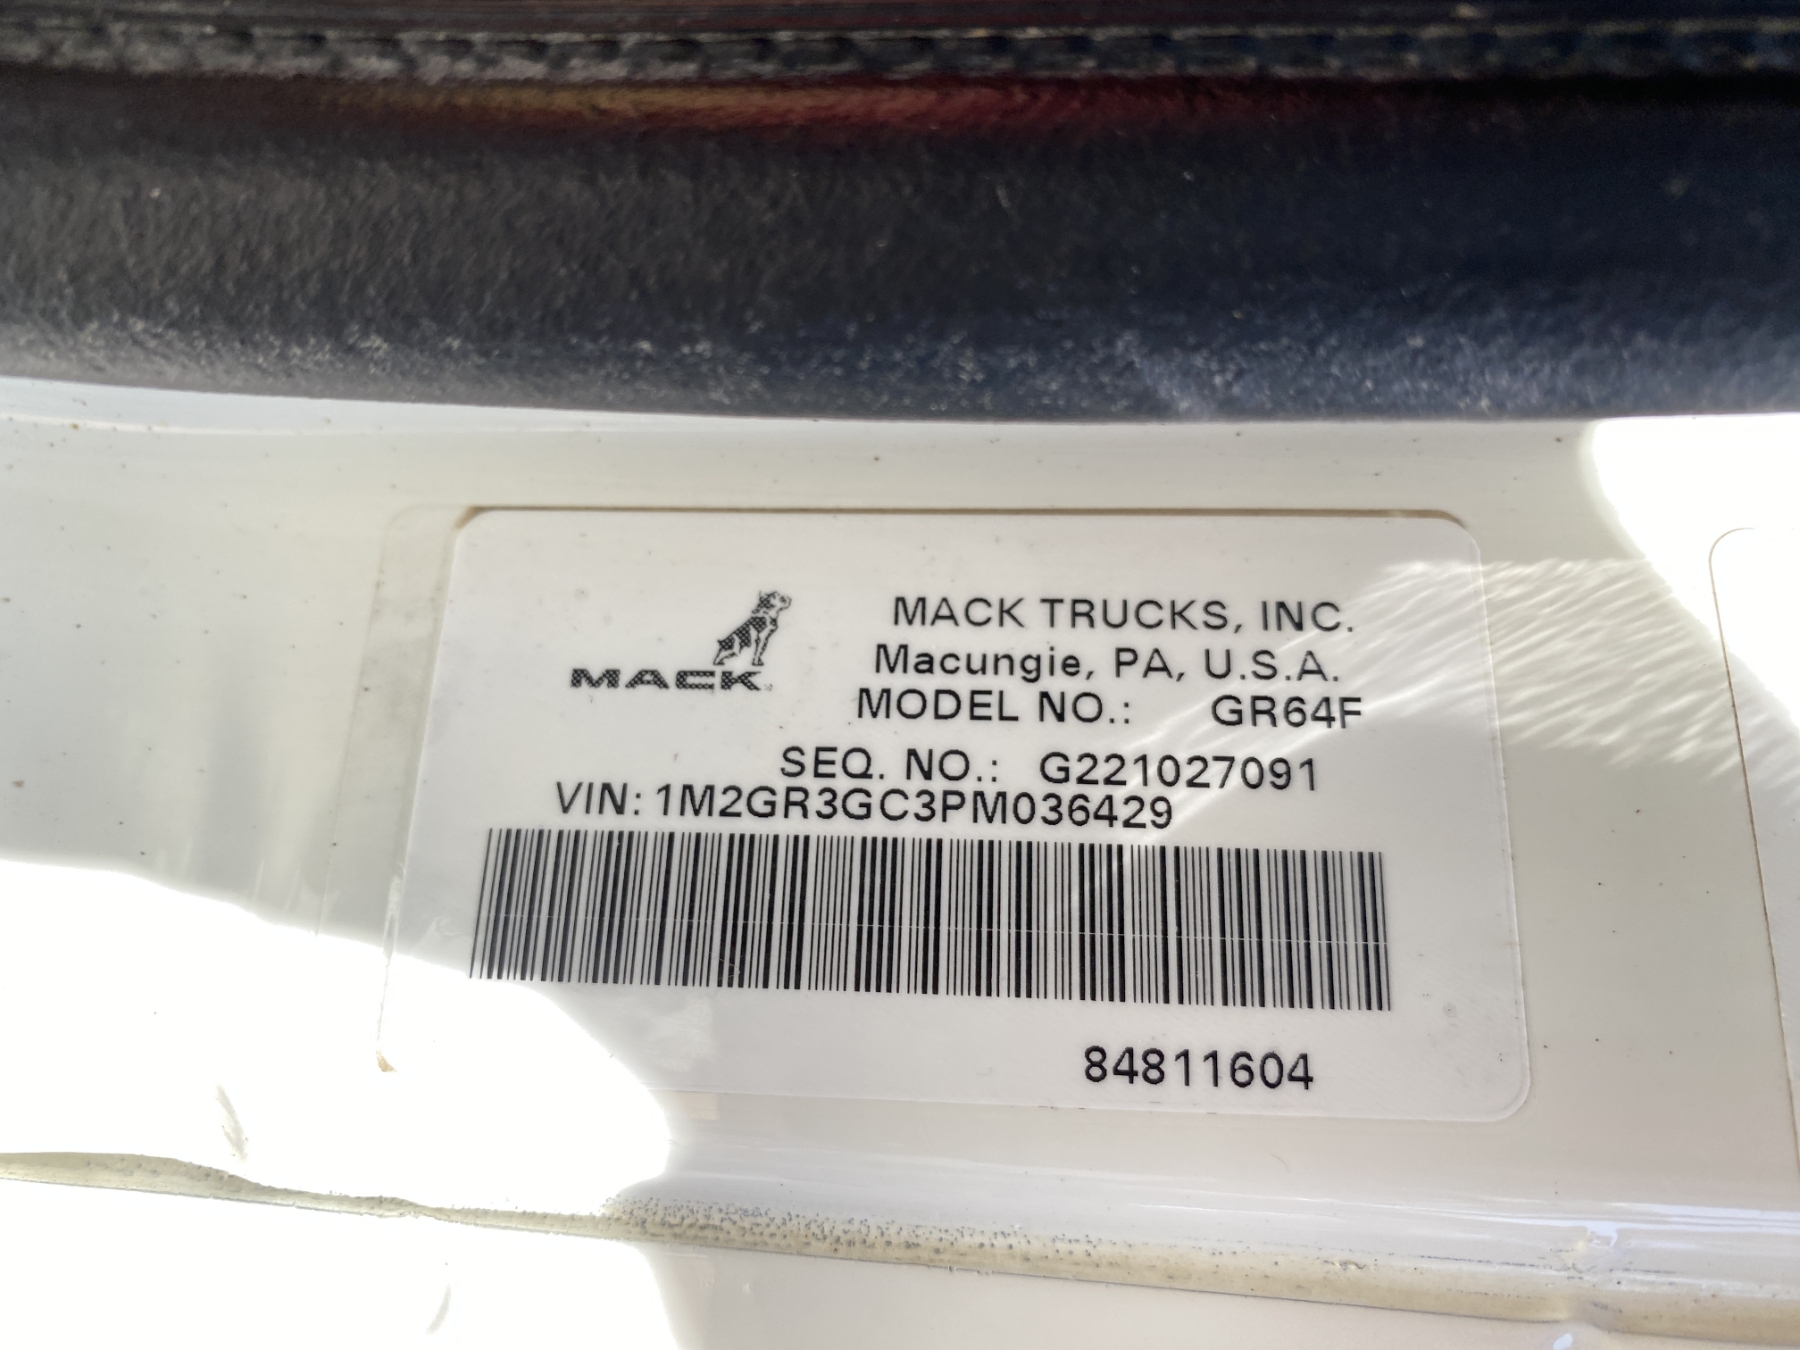 MACK
MACK TRUCKS, INC.
Macungie, PA, U.S.A.
MODEL NO.: GR64F
SEQ. NO.: G221027091
VIN: 1M2GR3GC3PM036429
84811604